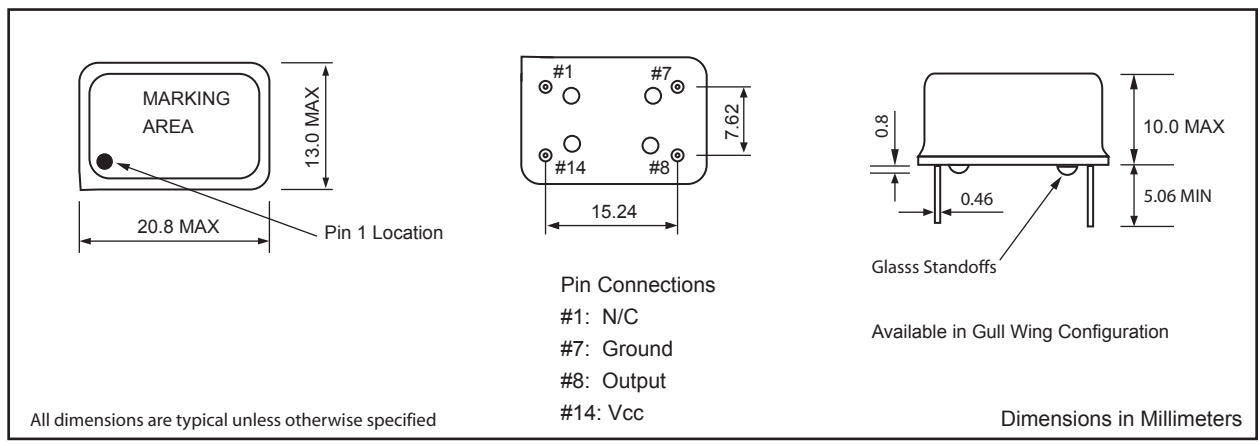 MARKING
AREA
13.0 MAX
20.8 MAX
Pin 1 Location
#1
#7
#14
#8
7.62
15.24
Pin Connections
#1: N/C
#7: Ground
#8: Output
#14: Vcc
0.8
10.0 MAX
0.46
5.06 MIN
Glasss Standoffs
Available in Gull Wing Configuration
All dimensions are typical unless otherwise specified
Dimensions in Millimeters